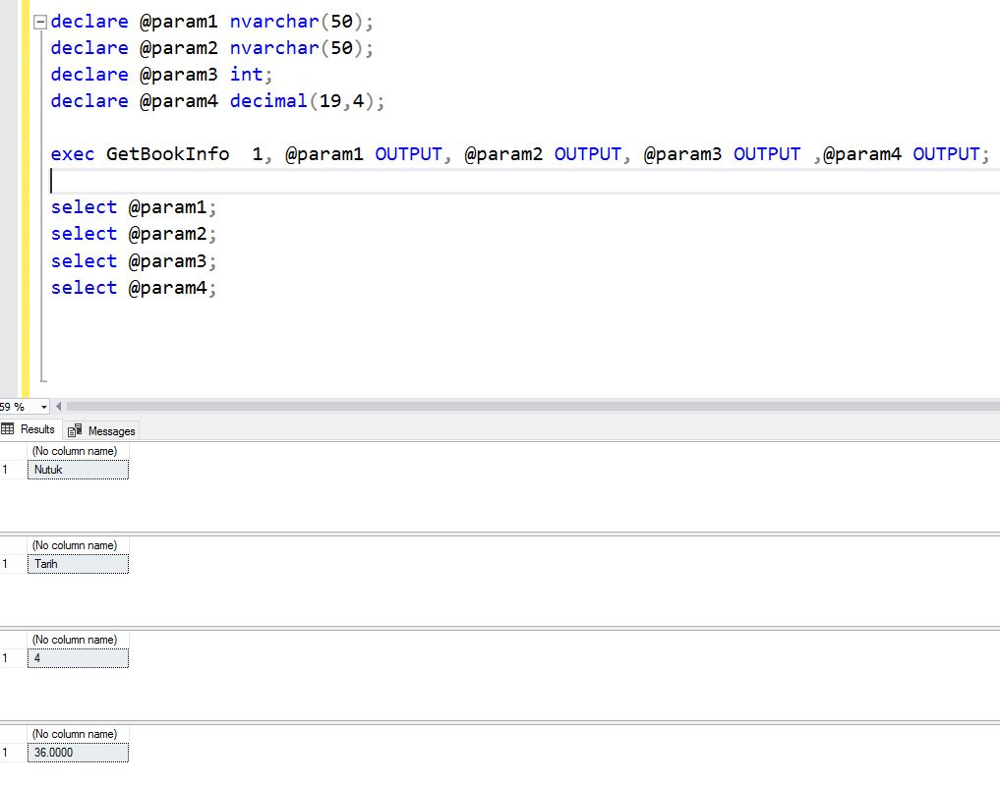 declare @param1 nvarchar(50);
declare @param2 nvarchar(50);
declare @param3 int;
declare @param4 decimal(19,4);
exec GetBookInfo  1, @param1 OUTPUT, @param2 OUTPUT, @param3 OUTPUT ,@param4 OUTPUT;
select @param1;
select @param2;
select @param3;
select @param4;
59 %
Results Messages
(No column name)
1 Nutuk
(No column name)
1 Tarih
(No column name)
1 4
(No column name)
1 36.0000